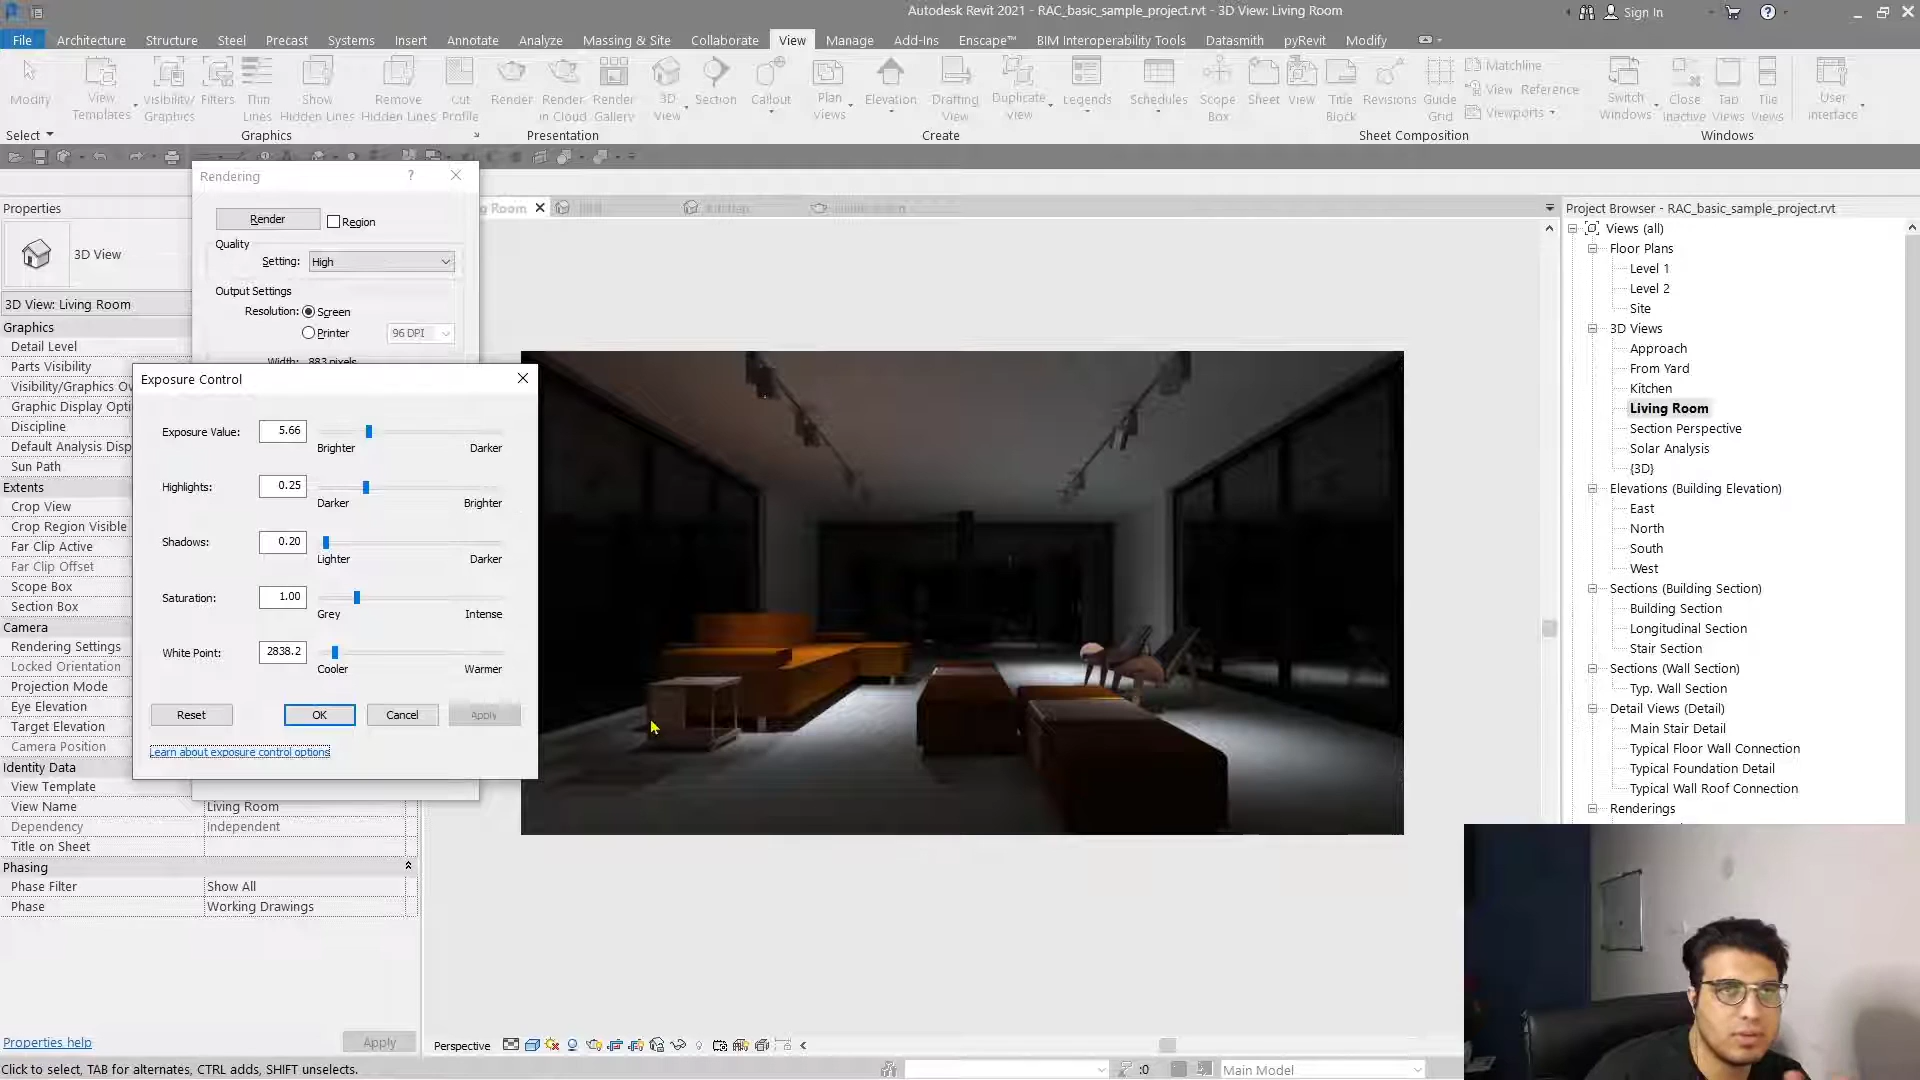 Autodesk Revit 2021 - RAC_basic_sample_project.rvt - 3D View: Living Room
Sign In
File Architecture Structure Steel Precast Systems Insert Annotate Analyze Massing & Site Collaborate View Manage Add-Ins Enscape™ BIM Interoperability Tools Datasmith pyRevit Modify
Modify
View Templates
Visibility/ Graphics
Filters
Thin Lines
Show Hidden Lines
Remove Hidden Lines
Cut Profile
Render
Render in Cloud
Render Gallery
3D View
Section
Callout
Plan Views
Elevation
Drafting View
Duplicate View
Legends
Schedules
Scope Box
Sheet
View
Title Block
Revisions
Guide Grid
Matchline
View Reference
Viewports
Switch Windows
Close Inactive
Tab Views
Tile Views
User Interface
Select
Graphics
Presentation
Create
Sheet Composition
Windows
Rendering
?
Render
Region
Quality
Setting: High
Output Settings
Resolution: Screen
Printer 96 DPI
Width: 883 pixels
g Room
Exposure Control
Exposure Value: 5.66
Brighter Darker
Highlights: 0.25
Darker Brighter
Shadows: 0.20
Lighter Darker
Saturation: 1.00
Grey Intense
White Point: 2838.2
Cooler Warmer
Reset OK Cancel Apply
Learn about exposure control options
Properties
3D View
3D View: Living Room
Graphics
Detail Level
Parts Visibility
Visibility/Graphics Ov
Graphic Display Opti
Discipline
Default Analysis Disp
Sun Path
Extents
Crop View
Crop Region Visible
Far Clip Active
Far Clip Offset
Scope Box
Section Box
Camera
Rendering Settings
Locked Orientation
Projection Mode
Eye Elevation
Target Elevation
Camera Position
Identity Data
View Template
View Name Living Room
Dependency Independent
Title on Sheet
Phasing
Phase Filter Show All
Phase Working Drawings
Properties help
Apply
Project Browser - RAC_basic_sample_project.rvt
Views (all)
Floor Plans
Level 1
Level 2
Site
3D Views
Approach
From Yard
Kitchen
Living Room
Section Perspective
Solar Analysis
{3D}
Elevations (Building Elevation)
East
North
South
West
Sections (Building Section)
Building Section
Longitudinal Section
Stair Section
Sections (Wall Section)
Typ. Wall Section
Detail Views (Detail)
Main Stair Detail
Typical Floor Wall Connection
Typical Foundation Detail
Typical Wall Roof Connection
Renderings
Perspective
Click to select, TAB for alternates, CTRL adds, SHIFT unselects.
:0
Main Model